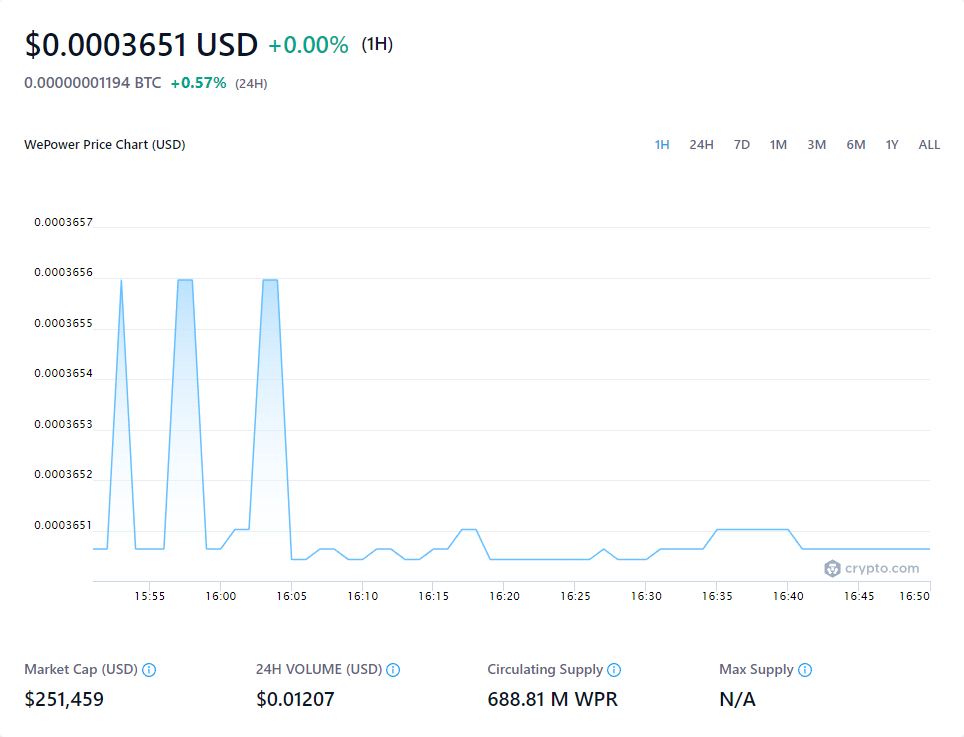 $0.0003651 USD +0.00% (1H)
0.00000001194 BTC +0.57% (24H)
WePower Price Chart (USD) 1H 24H 7D 1M 3M 6M 1Y ALL
0.0003657
0.0003656
0.0003655
0.0003654
0.0003653
0.0003652
0.0003651
crypto.com
15:55 16:00 16:05 16:10 16:15 16:20 16:25 16:30 16:35 16:40 16:45 16:50
Market Cap (USD) 24H VOLUME (USD) Circulating Supply Max Supply
$251,459 $0.01207 688.81 M WPR N/A